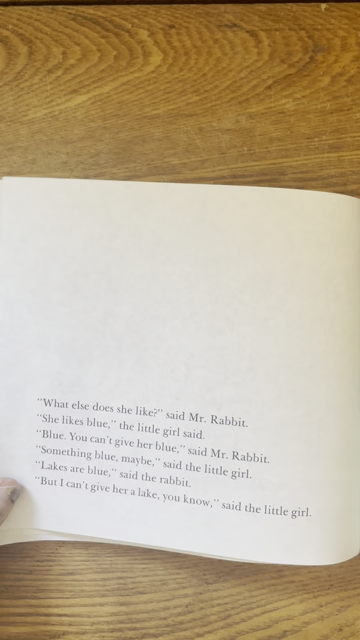 “What else does she like?” said Mr. Rabbit.
“She likes blue,” the little girl said.
“Blue. You can’t give her blue,” said Mr. Rabbit.
“Something blue, maybe,” said the little girl.
“Lakes are blue,” said the rabbit.
“But I can’t give her a lake, you know,” said the little girl.